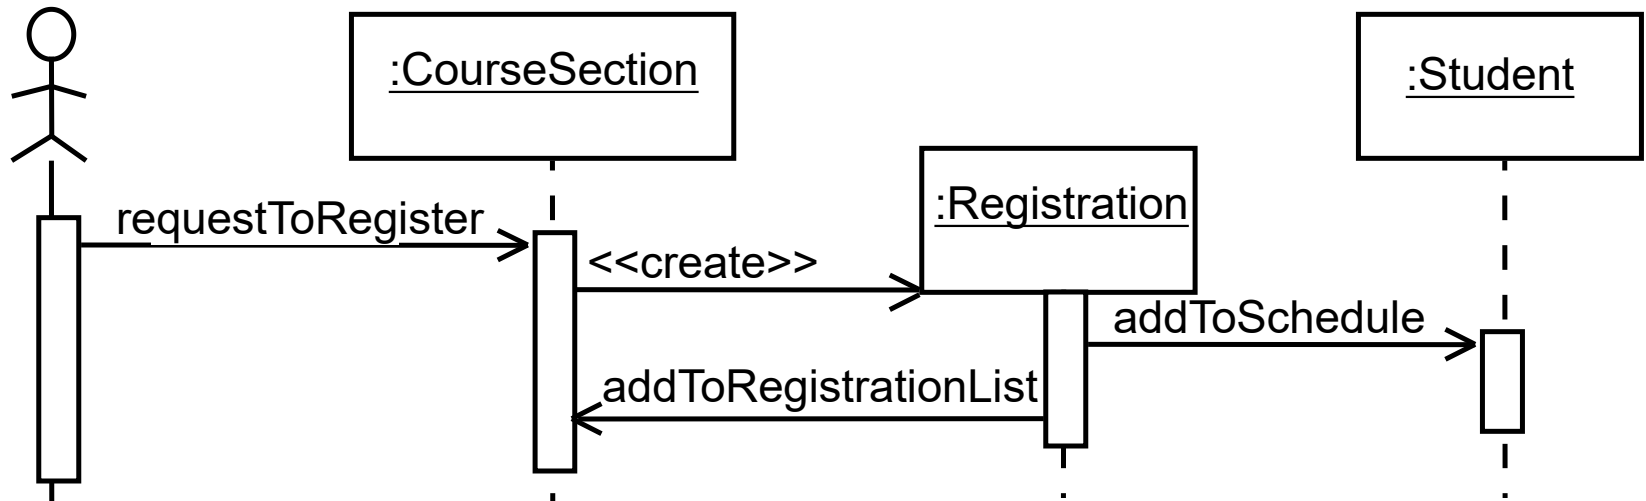 :CourseSection
:Student
:Registration
requestToRegister
<<create>>
addToSchedule
addToRegistrationList